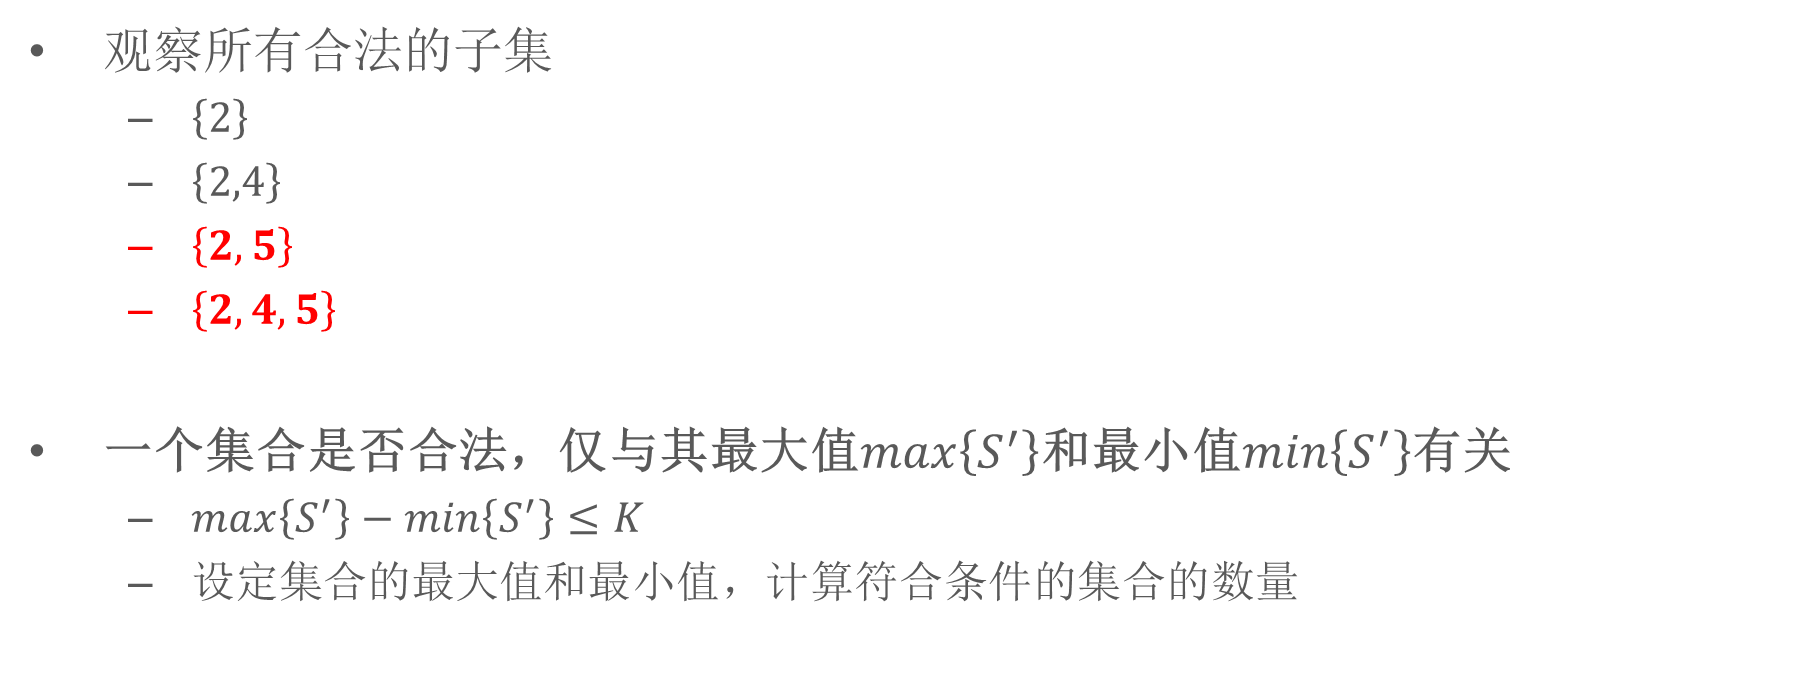 • 观察所有合法的子集
– {2}
– {2,4}
– {2, 5}
– {2, 4, 5}
• 一个集合是否合法，仅与其最大值max{S′}和最小值min{S′}有关
– max{S′} − min{S′} ≤ K
– 设定集合的最大值和最小值，计算符合条件的集合的数量